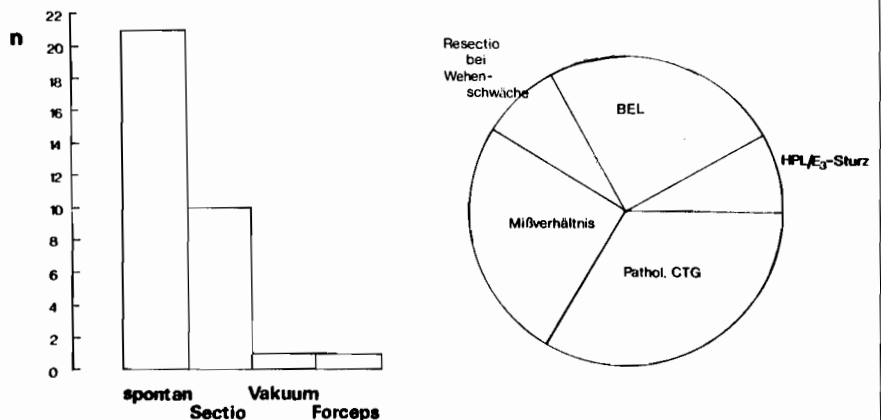 n
22
20
18
16
14
12
10
8
6
4
2
0
spontan
Sectio
Vakuum
Forceps
Resectio
bei
Wehen-
schwäche
BEL
HPL/E₃-Sturz
Mißverhältnis
Pathol. CTG